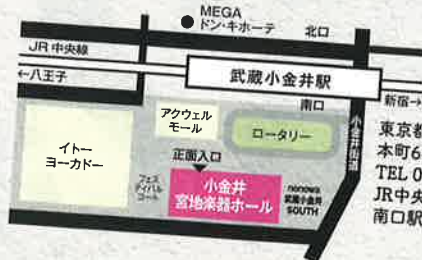 MEGA
ドン・キホーテ
北口
JR 中央線
←八王子
武蔵小金井駅
新宿→
南口
アクウェル
モール
ロータリー
小金井街道
イトー
ヨーカドー
正面入口
フェス
ティバル
コート
小金井
宮地楽器ホール
nonowa
武蔵小金井
SOUTH
東京都
本町6
TEL 0
JR中央
南口駅